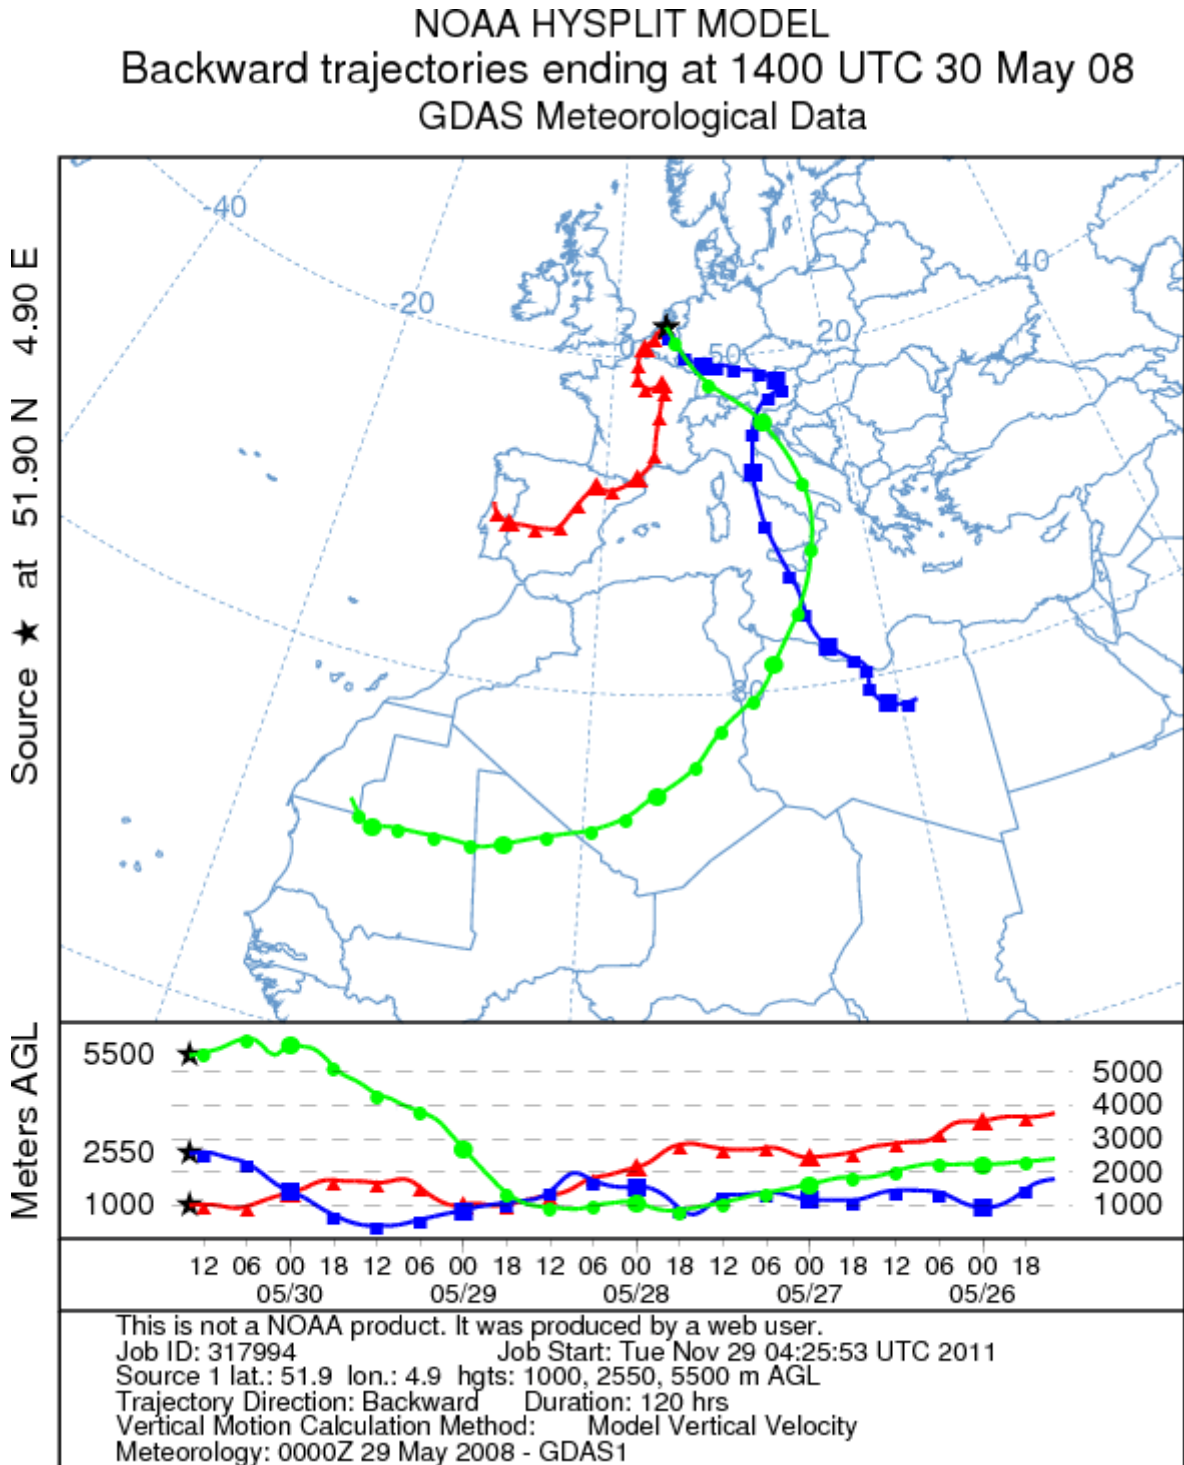 NOAA HYSPLIT MODEL
Backward trajectories ending at 1400 UTC 30 May 08
GDAS Meteorological Data
Source ★ at 51.90 N 4.90 E
-40
-20
0
20
40
50
30
Meters AGL
5500
2550
1000
5000
4000
3000
2000
1000
12 06 00 18 12 06 00 18 12 06 00 18 12 06 00 18 12 06 00 18
05/30 05/29 05/28 05/27 05/26
This is not a NOAA product. It was produced by a web user.
Job ID: 317994 Job Start: Tue Nov 29 04:25:53 UTC 2011
Source 1 lat.: 51.9 lon.: 4.9 hgts: 1000, 2550, 5500 m AGL
Trajectory Direction: Backward Duration: 120 hrs
Vertical Motion Calculation Method: Model Vertical Velocity
Meteorology: 0000Z 29 May 2008 - GDAS1